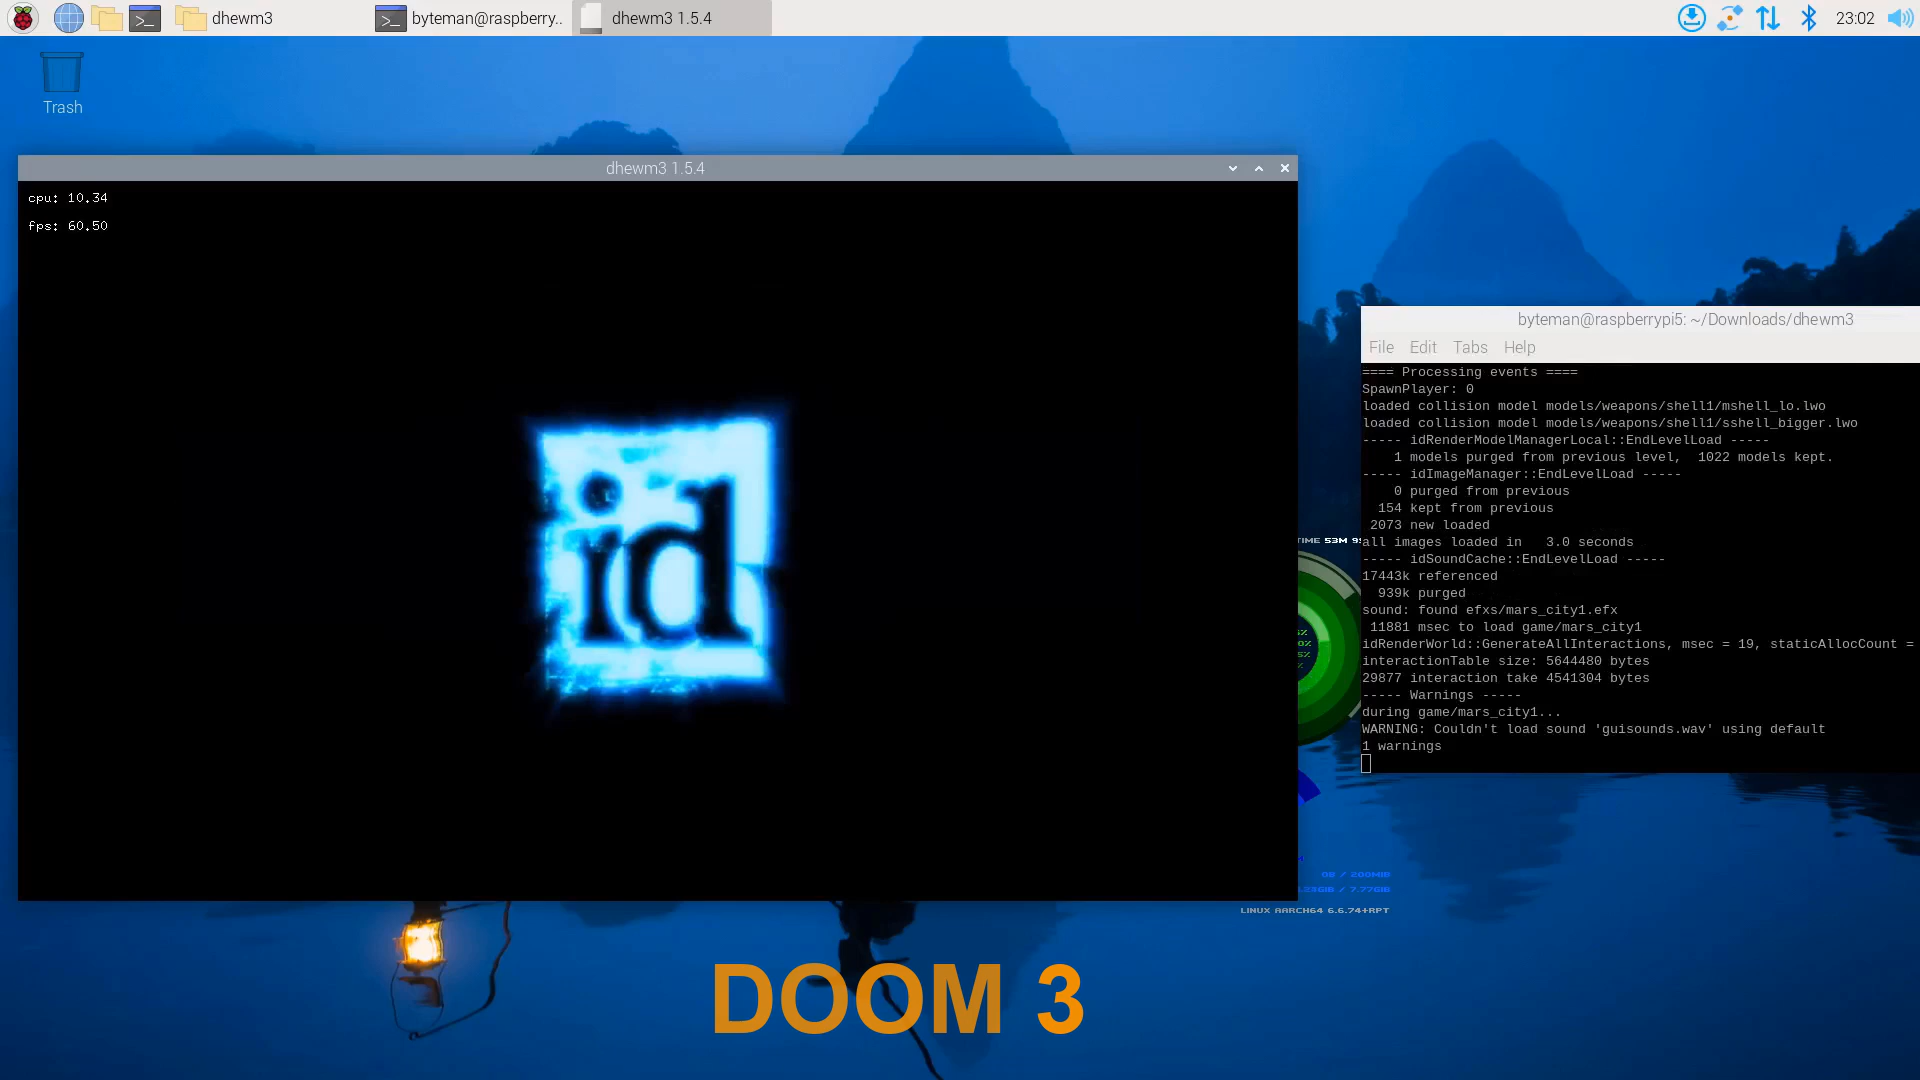 dhewm3
byteman@raspberry..
dhewm3 1.5.4
23:02
Trash
dhewm3 1.5.4
cpu: 10.34
fps: 60.50
id
byteman@raspberrypi5: ~/Downloads/dhewm3
File Edit Tabs Help
==== Processing events ====
SpawnPlayer: 0
loaded collision model models/weapons/shell1/mshell_lo.lwo
loaded collision model models/weapons/shell1/sshell_bigger.lwo
----- idRenderModelManagerLocal::EndLevelLoad -----
1 models purged from previous level,  1022 models kept.
----- idImageManager::EndLevelLoad -----
0 purged from previous
154 kept from previous
2073 new loaded
all images loaded in   3.0 seconds
----- idSoundCache::EndLevelLoad -----
17443k referenced
939k purged
sound: found efxs/mars_city1.efx
11881 msec to load game/mars_city1
idRenderWorld::GenerateAllInteractions, msec = 19, staticAllocCount =
interactionTable size: 5644480 bytes
29877 interaction take 4541304 bytes
----- Warnings -----
during game/mars_city1...
WARNING: Couldn't load sound 'guisounds.wav' using default
1 warnings
TIME 53M
0B / 200MIB
.23GIB / 7.77GIB
LINUX AARCH64 6.6.74+RPT
DOOM 3